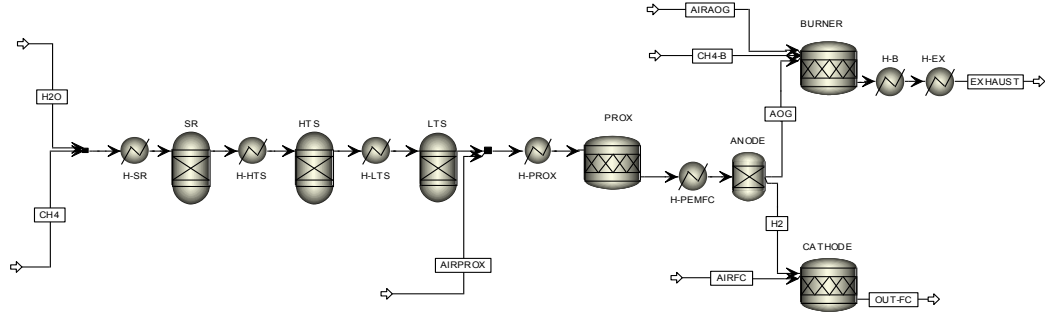 AIRAOG
BURNER
CH4-B
H-B
H-EX
EXHAUST
H2O
AOG
SR
HTS
LTS
PROX
ANODE
H-SR
H-HTS
H-LTS
H-PROX
H-PEMFC
CH4
H2
CATHODE
AIRPROX
AIRFC
OUT-FC